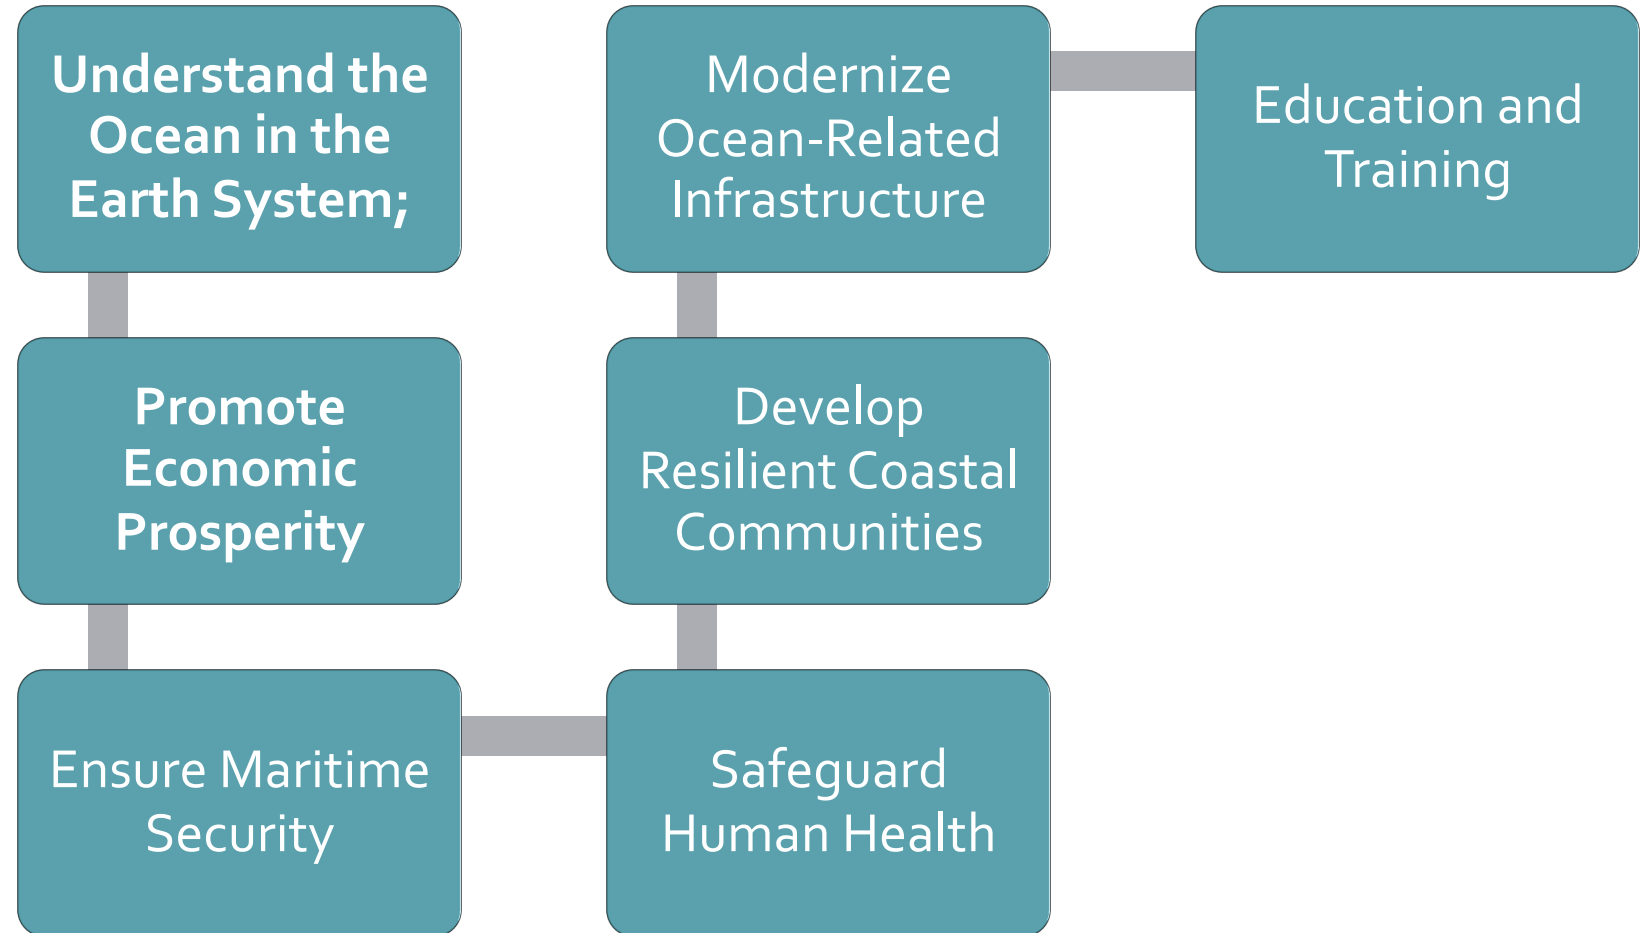 Understand the
Ocean in the
Earth System;
Promote
Economic
Prosperity
Ensure Maritime
Security
Safeguard
Human Health
Develop
Resilient Coastal
Communities
Modernize
Ocean-Related
Infrastructure
Education and
Training